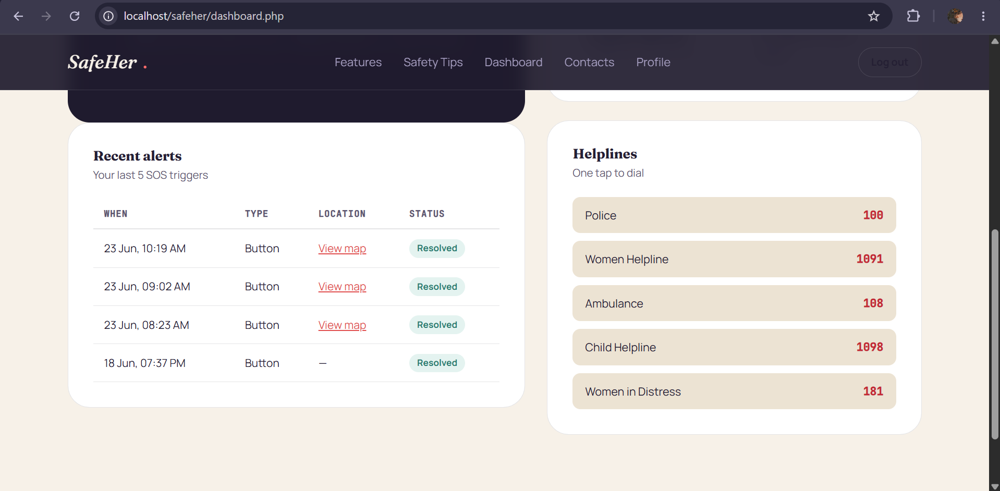 localhost/safeher/dashboard.php
SafeHer .
Features Safety Tips Dashboard Contacts Profile
Log out
Recent alerts
Your last 5 SOS triggers
WHEN TYPE LOCATION STATUS
23 Jun, 10:19 AM Button View map Resolved
23 Jun, 09:02 AM Button View map Resolved
23 Jun, 08:23 AM Button View map Resolved
18 Jun, 07:37 PM Button — Resolved
Helplines
One tap to dial
Police 100
Women Helpline 1091
Ambulance 108
Child Helpline 1098
Women in Distress 181